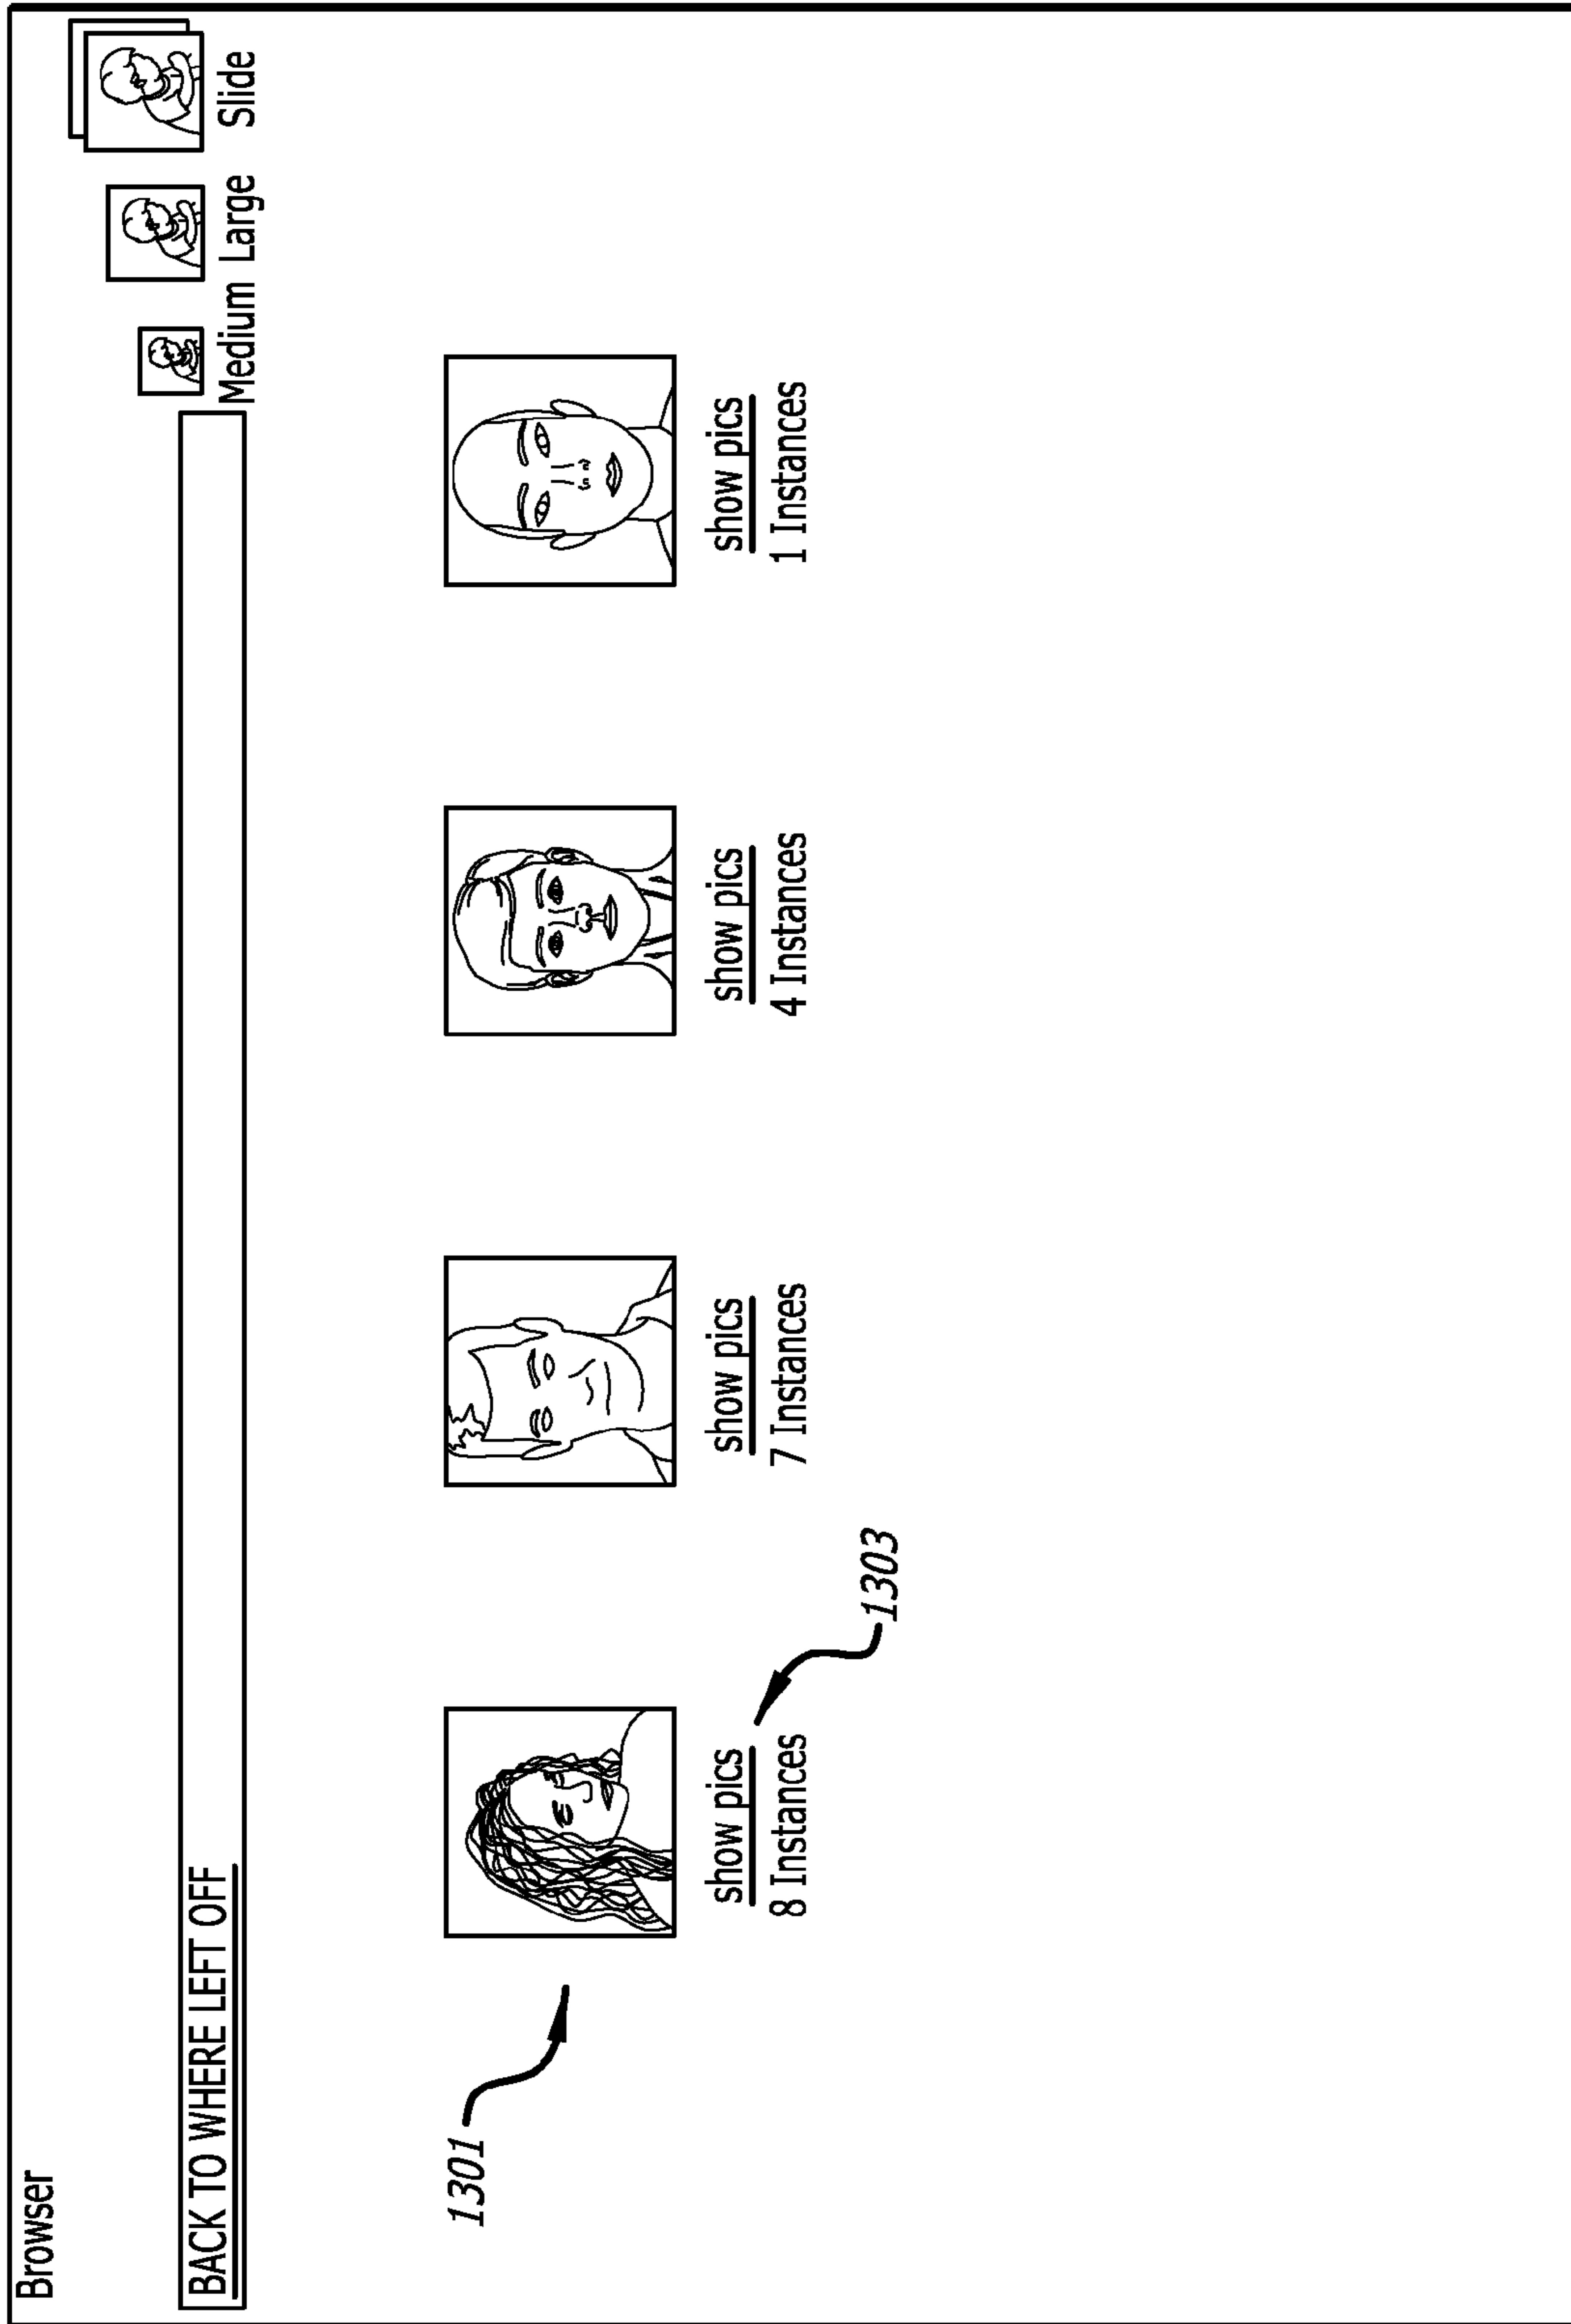 Browser
Medium Large Slide
BACK TO WHERE LEFT OFF
1301
show pics show pics show pics show pics
8 Instances 7 Instances 4 Instances 1 Instances
1303